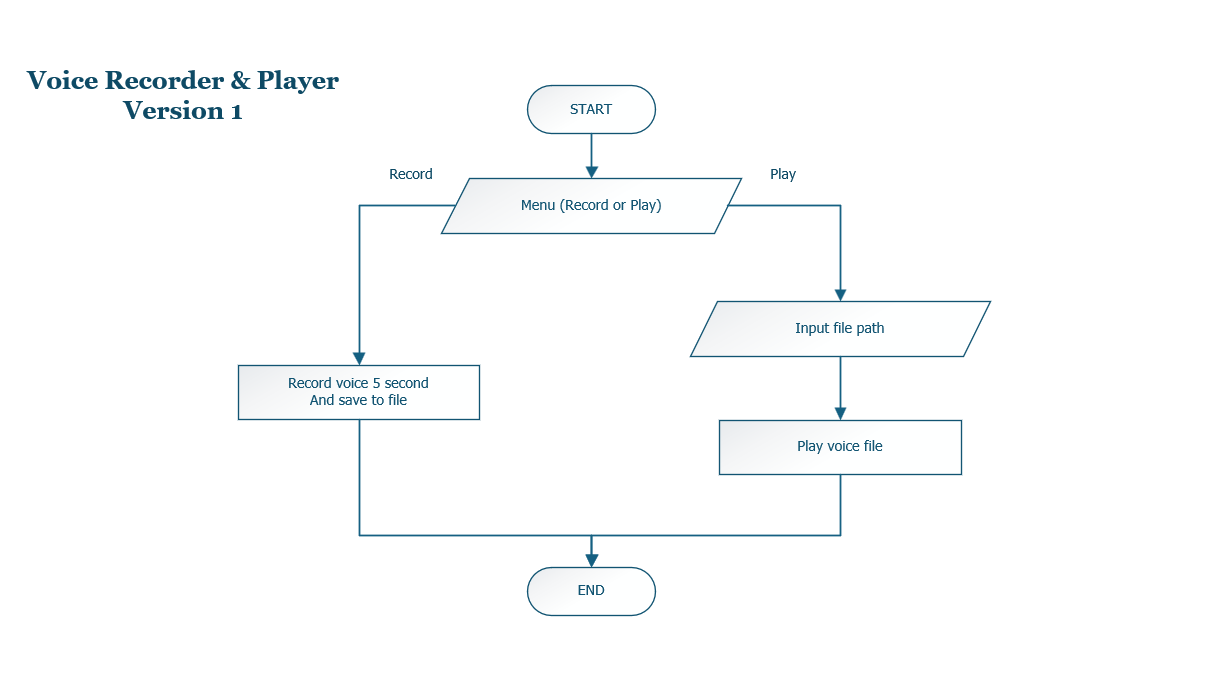 Voice Recorder & Player
Version 1
START
Record
Play
Menu (Record or Play)
Input file path
Record voice 5 second
And save to file
Play voice file
END